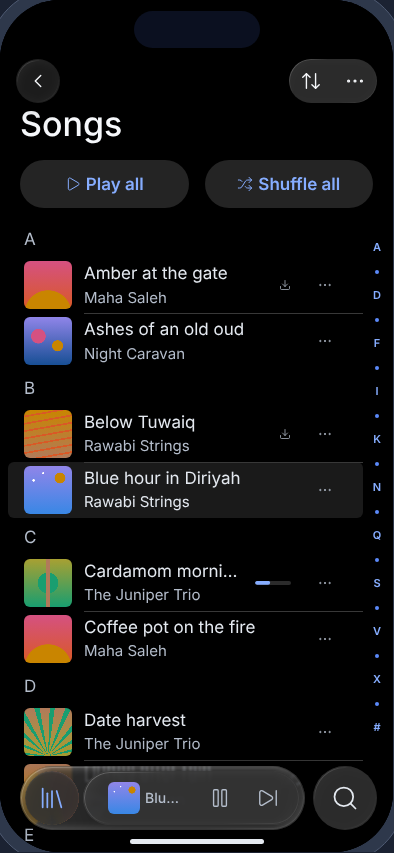 Songs
Play all
Shuffle all
A
Amber at the gate
Maha Saleh
Ashes of an old oud
Night Caravan
B
Below Tuwaiq
Rawabi Strings
Blue hour in Diriyah
Rawabi Strings
C
Cardamom morni...
The Juniper Trio
Coffee pot on the fire
Maha Saleh
D
Date harvest
The Juniper Trio
Blu...
E
A
D
F
I
K
N
Q
S
V
X
#